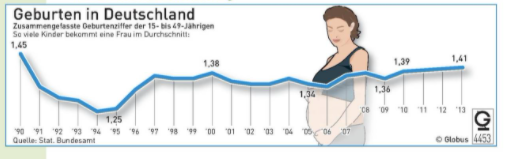 Geburten in Deutschland
Zusammengefasste Geburtenziffer der 15- bis 49-Jährigen
So viele Kinder bekommt eine Frau im Durchschnitt:
1,45
1,25
1,38
1,34
1,36
1,39
1,41
'90 '91 '92 '93 '94 '95 '96 '97 '98 '99 '00 '01 '02 '03 '04 '05 '06 '07 '08 '09 '10 '11 '12 '13
Quelle: Stat. Bundesamt
© Globus
G
4453